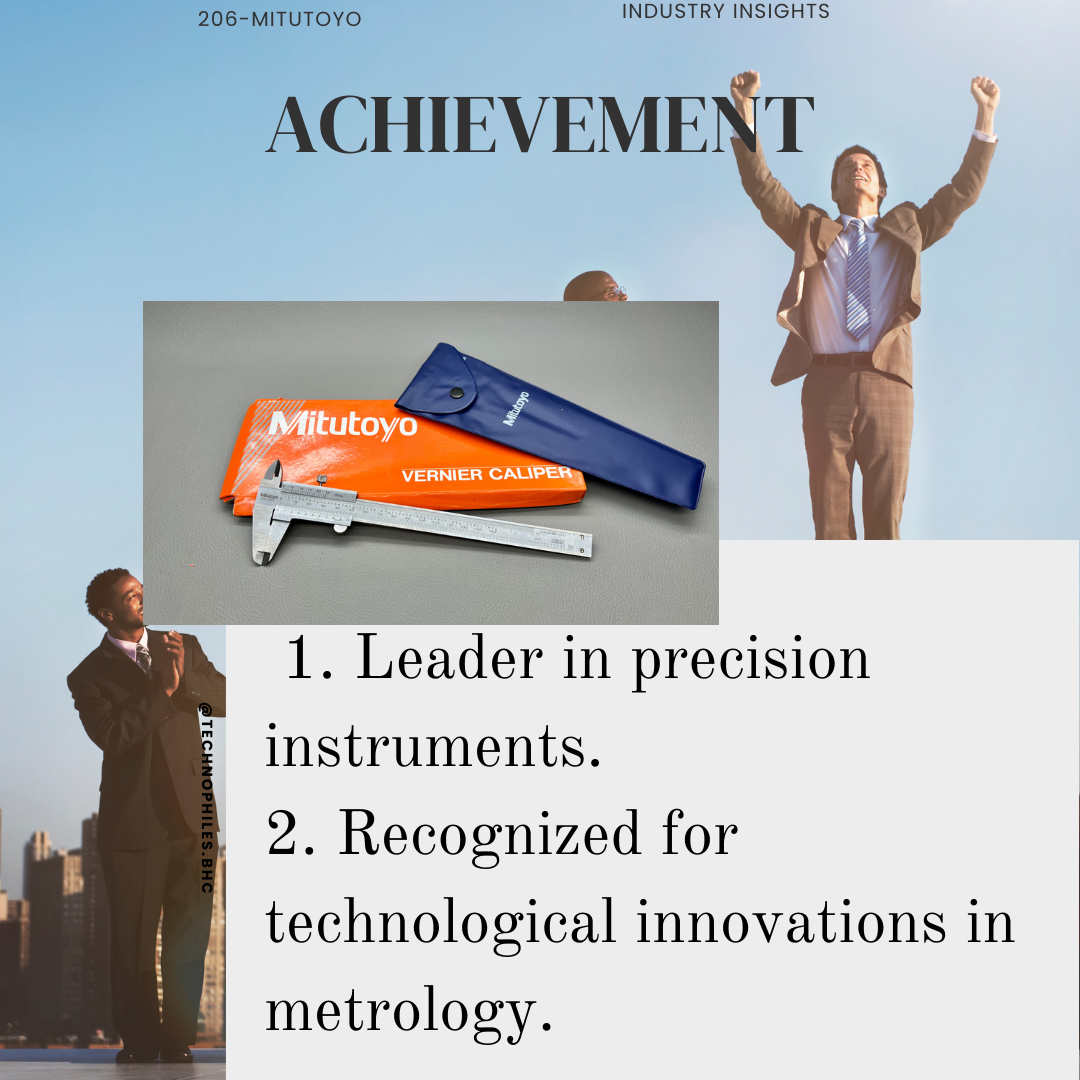 206-MITUTOYO
INDUSTRY INSIGHTS
ACHIEVEMENT
Mitutoyo
VERNIER CALIPER
Mitutoyo
1. Leader in precision
instruments.
2. Recognized for
technological innovations in
metrology.
@TECHNOPHILES.BHC